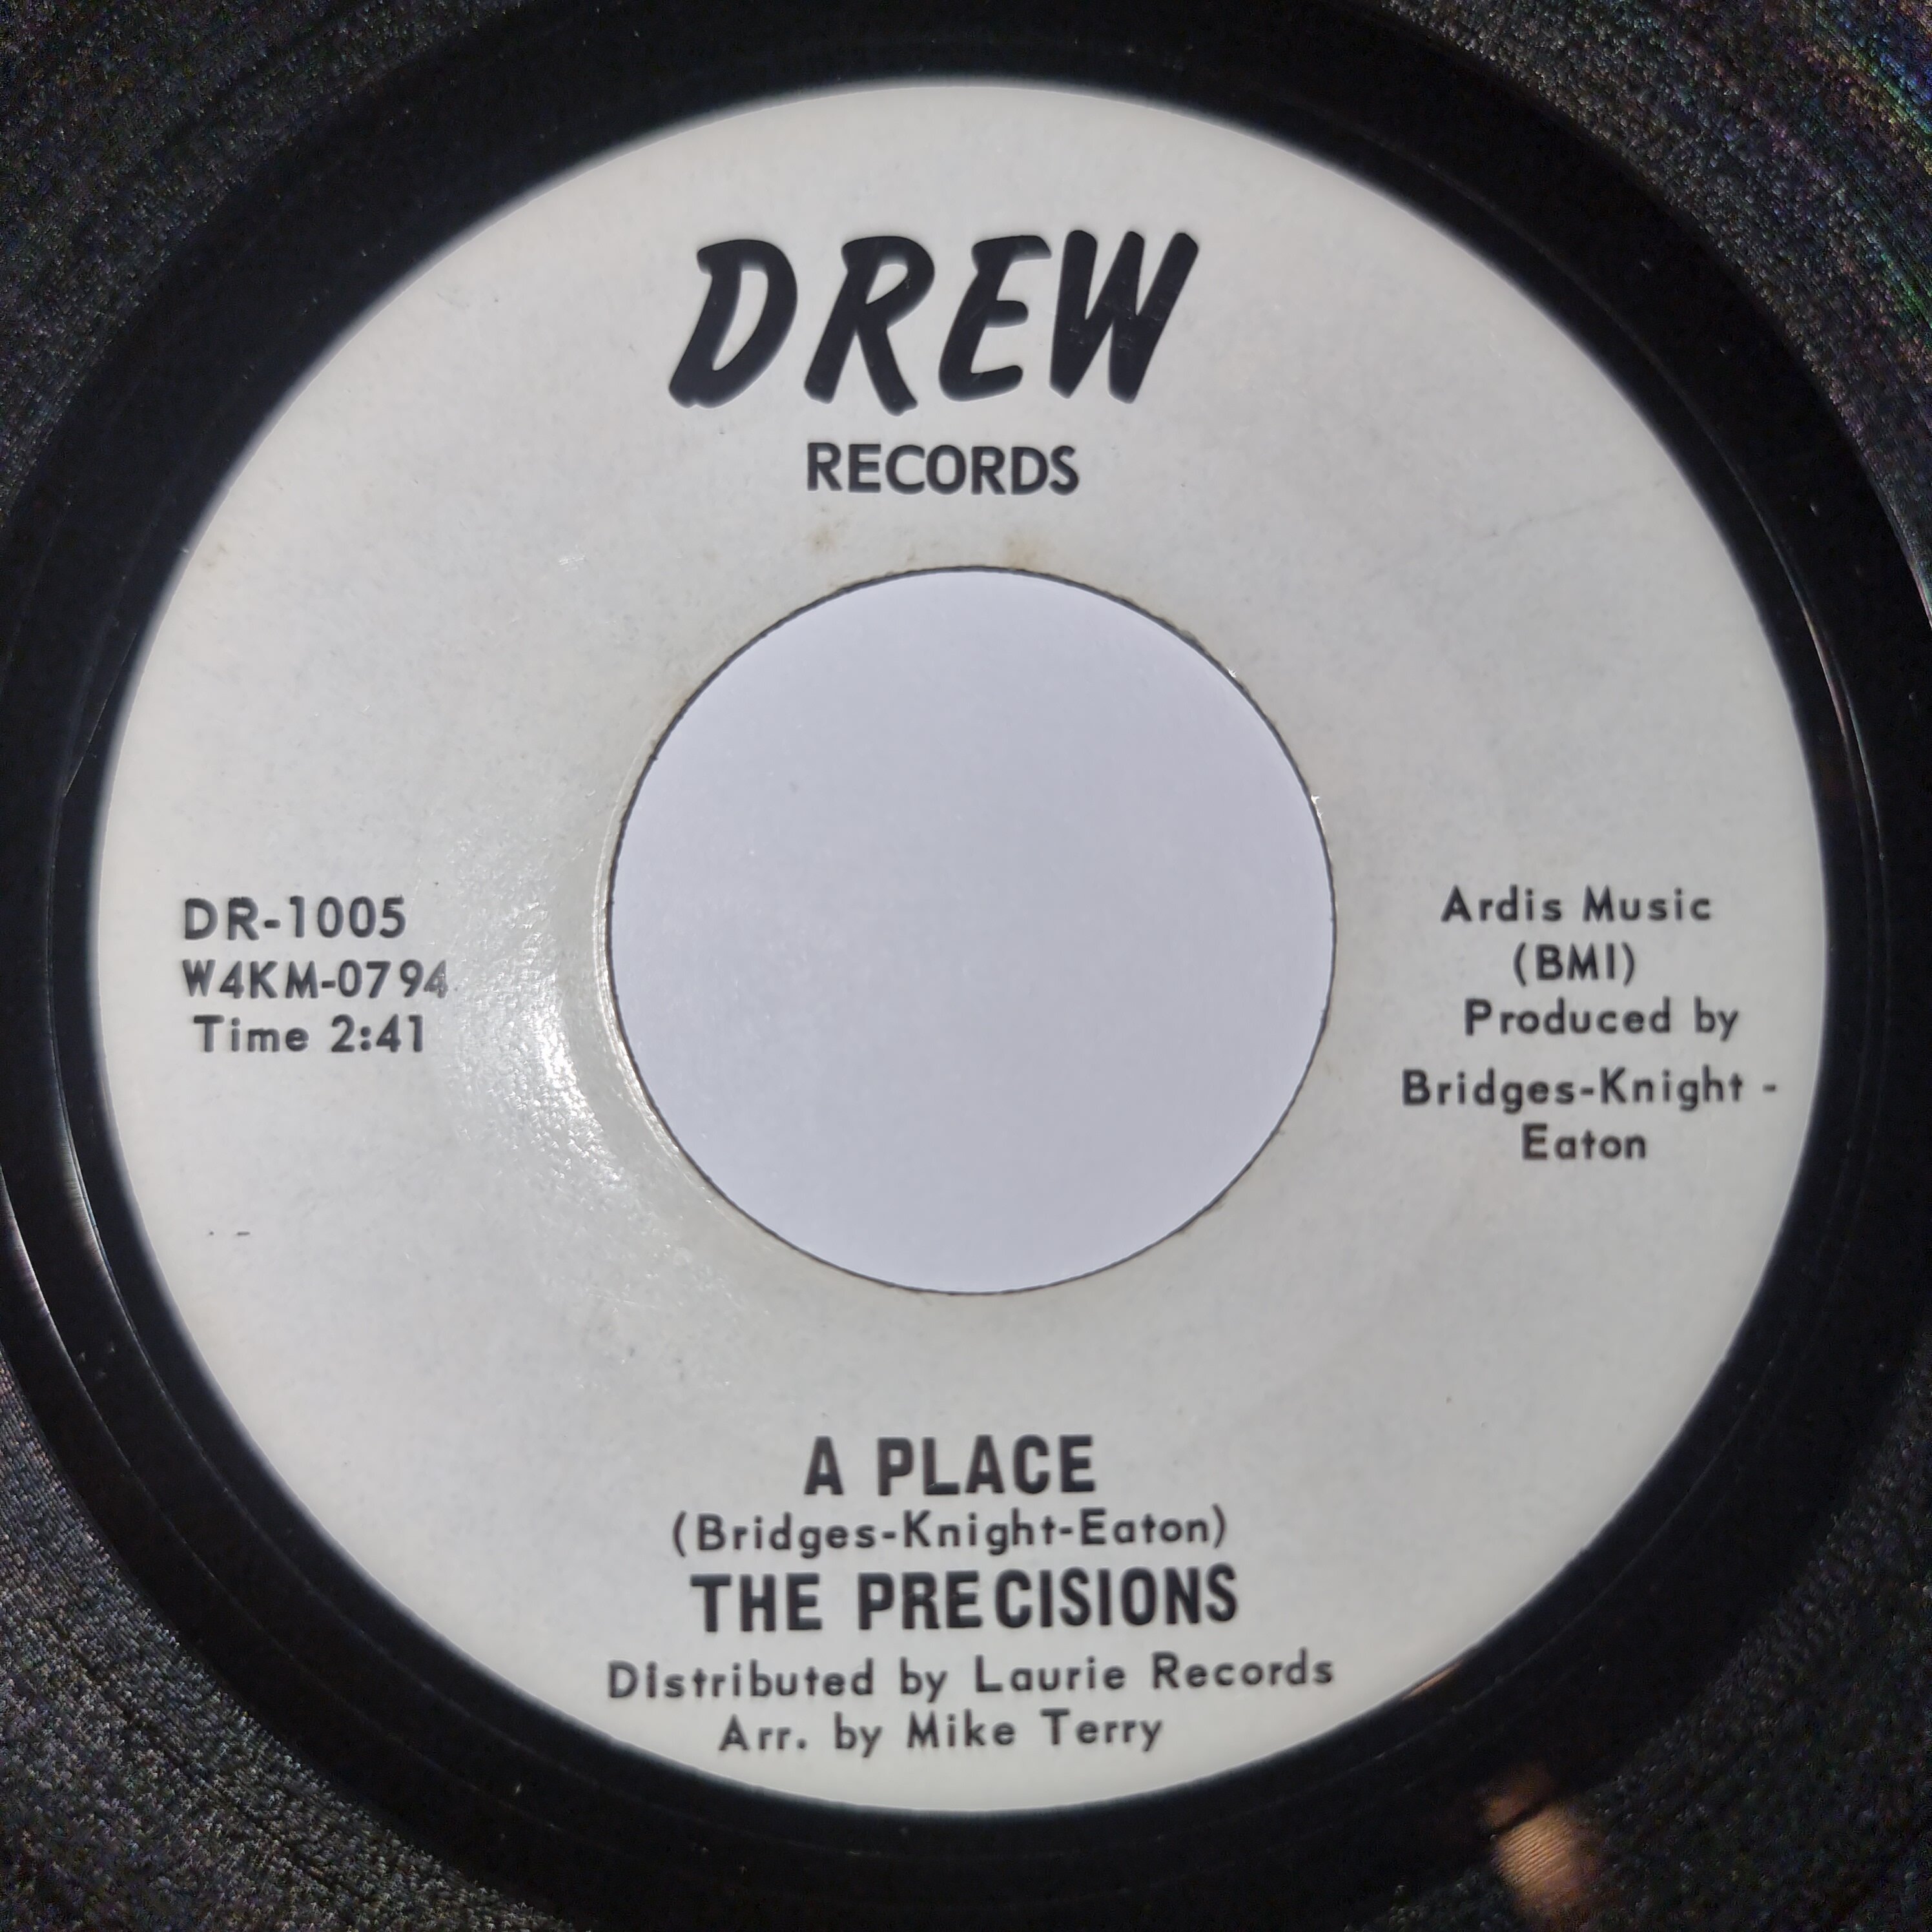 DREW
RECORDS
DR-1005
W4KM-0794
Time 2:41
Ardis Music
(BMI)
Produced by
Bridges-Knight -
Eaton
A PLACE
(Bridges-Knight-Eaton)
THE PRECISIONS
Distributed by Laurie Records
Arr. by Mike Terry